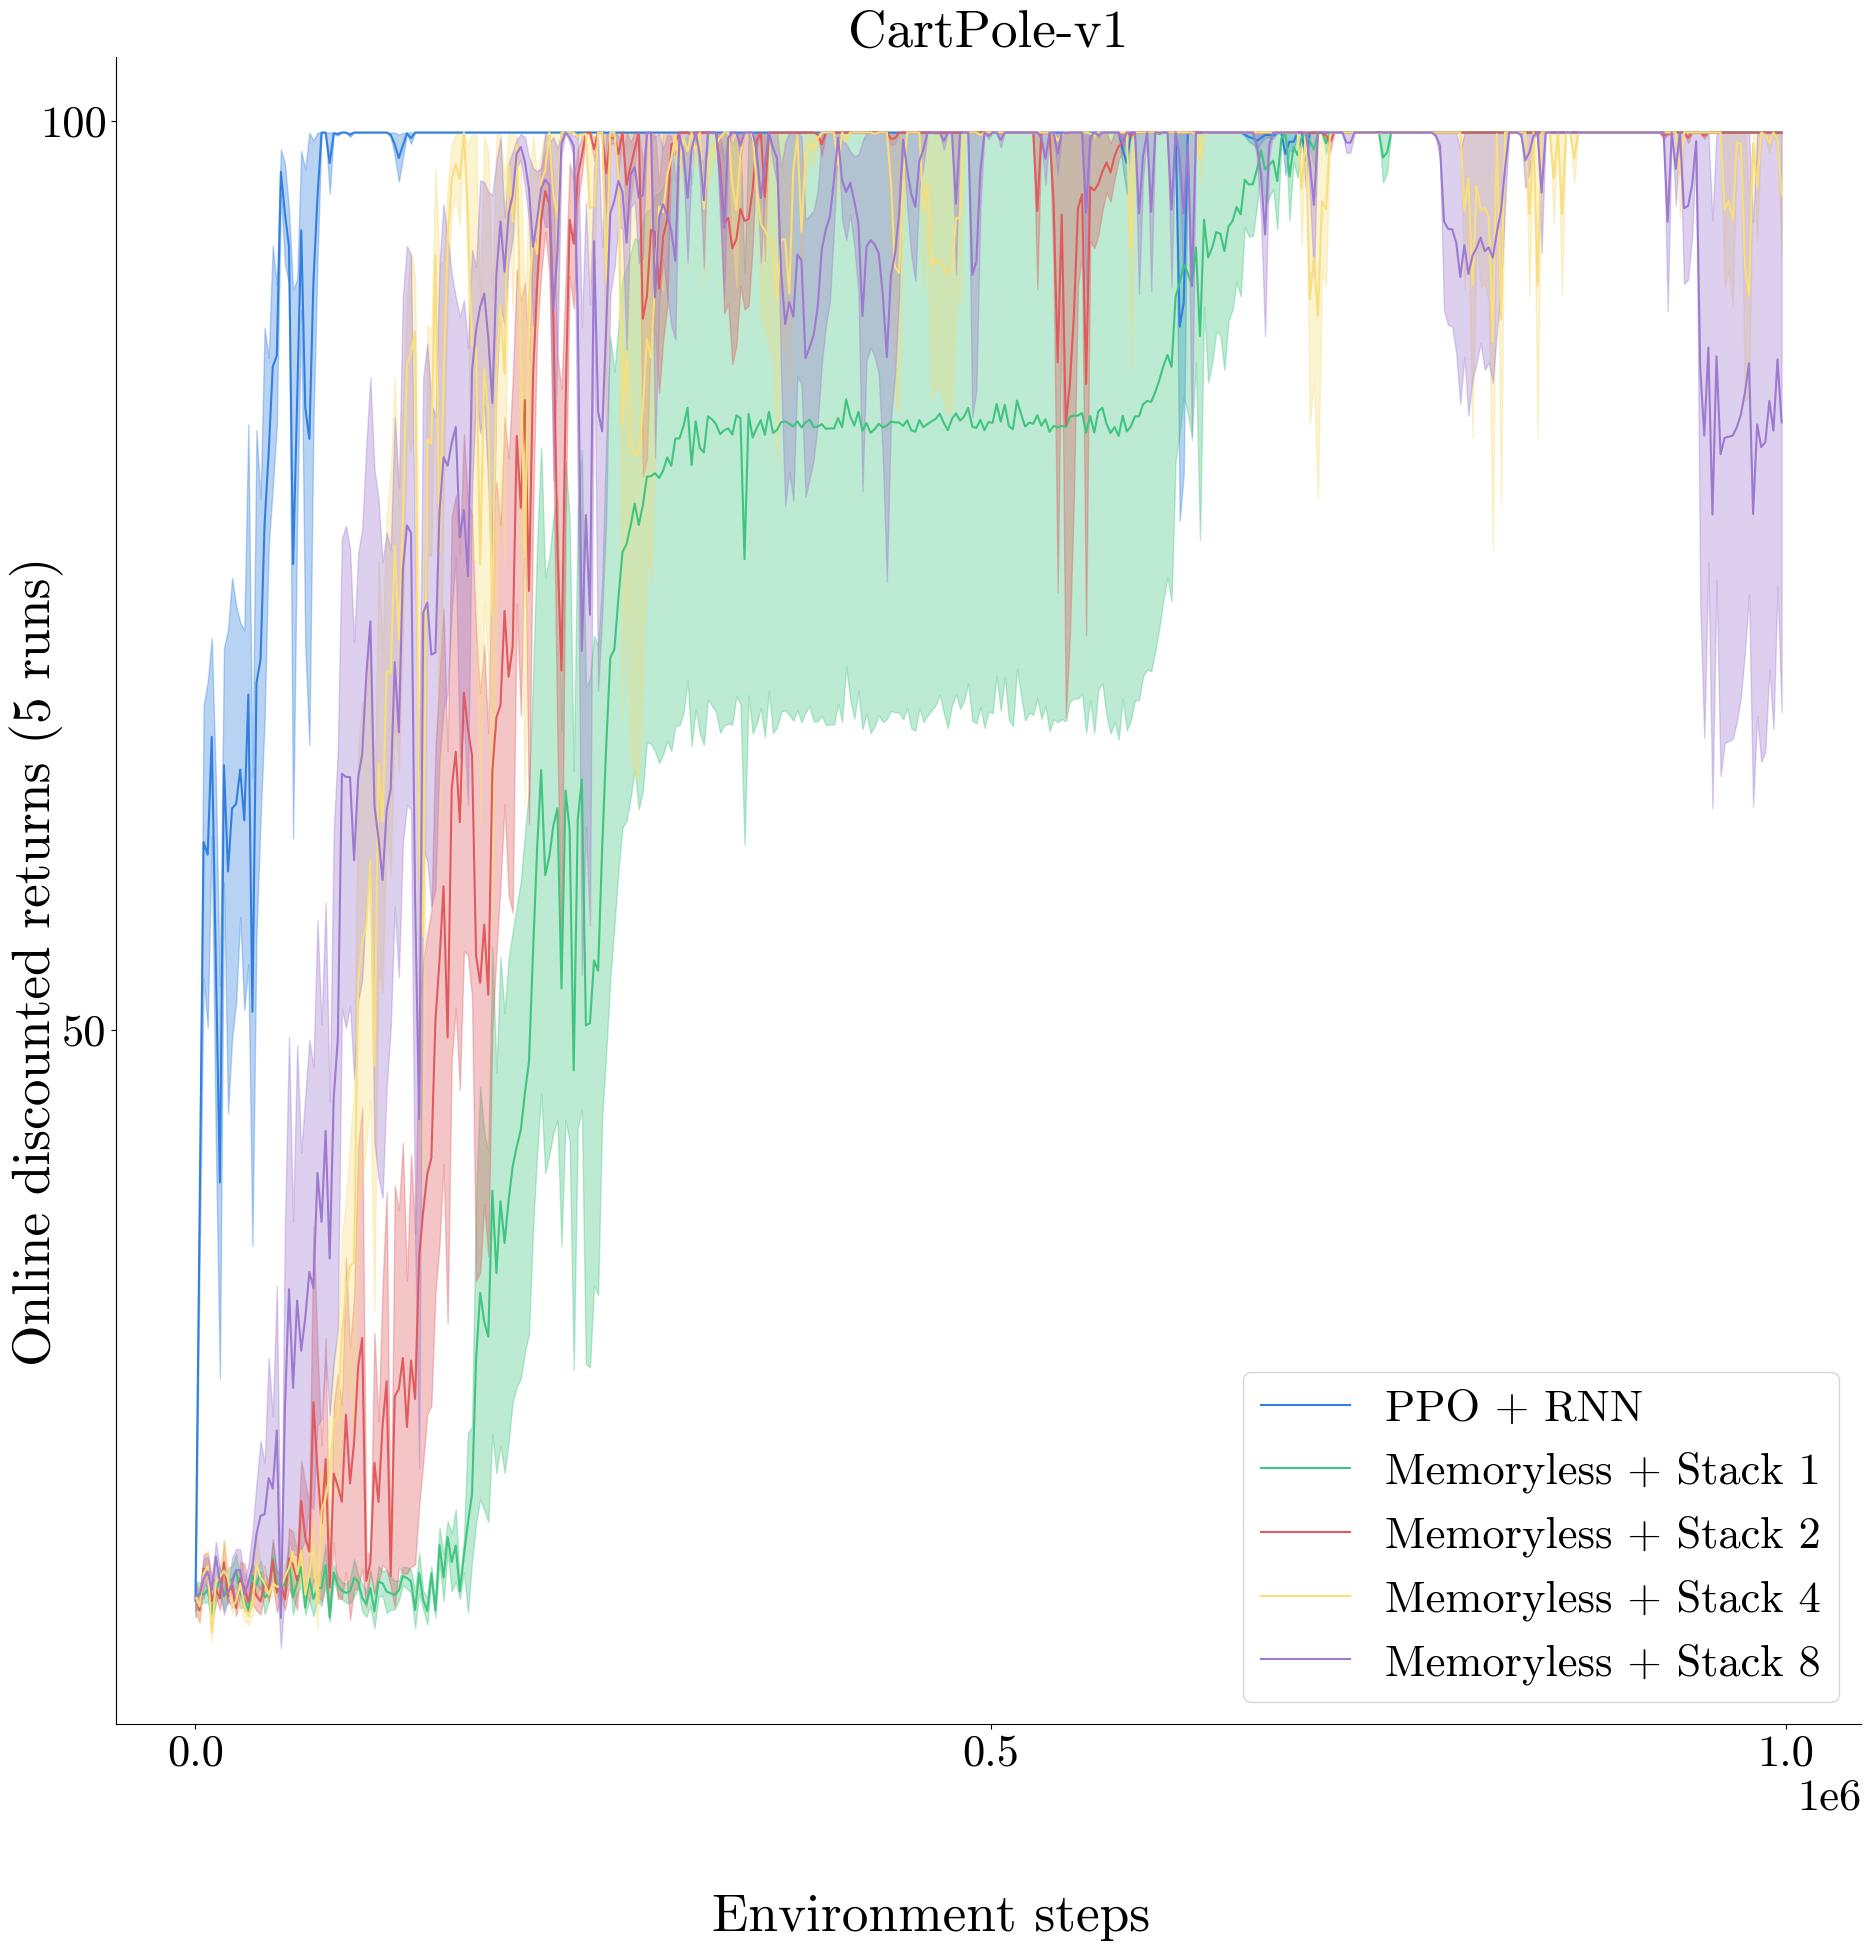 CartPole-v1
100
50
Online discounted returns (5 runs)
PPO + RNN
Memoryless + Stack 1
Memoryless + Stack 2
Memoryless + Stack 4
Memoryless + Stack 8
0.0
0.5
1.0
1e6
Environment steps